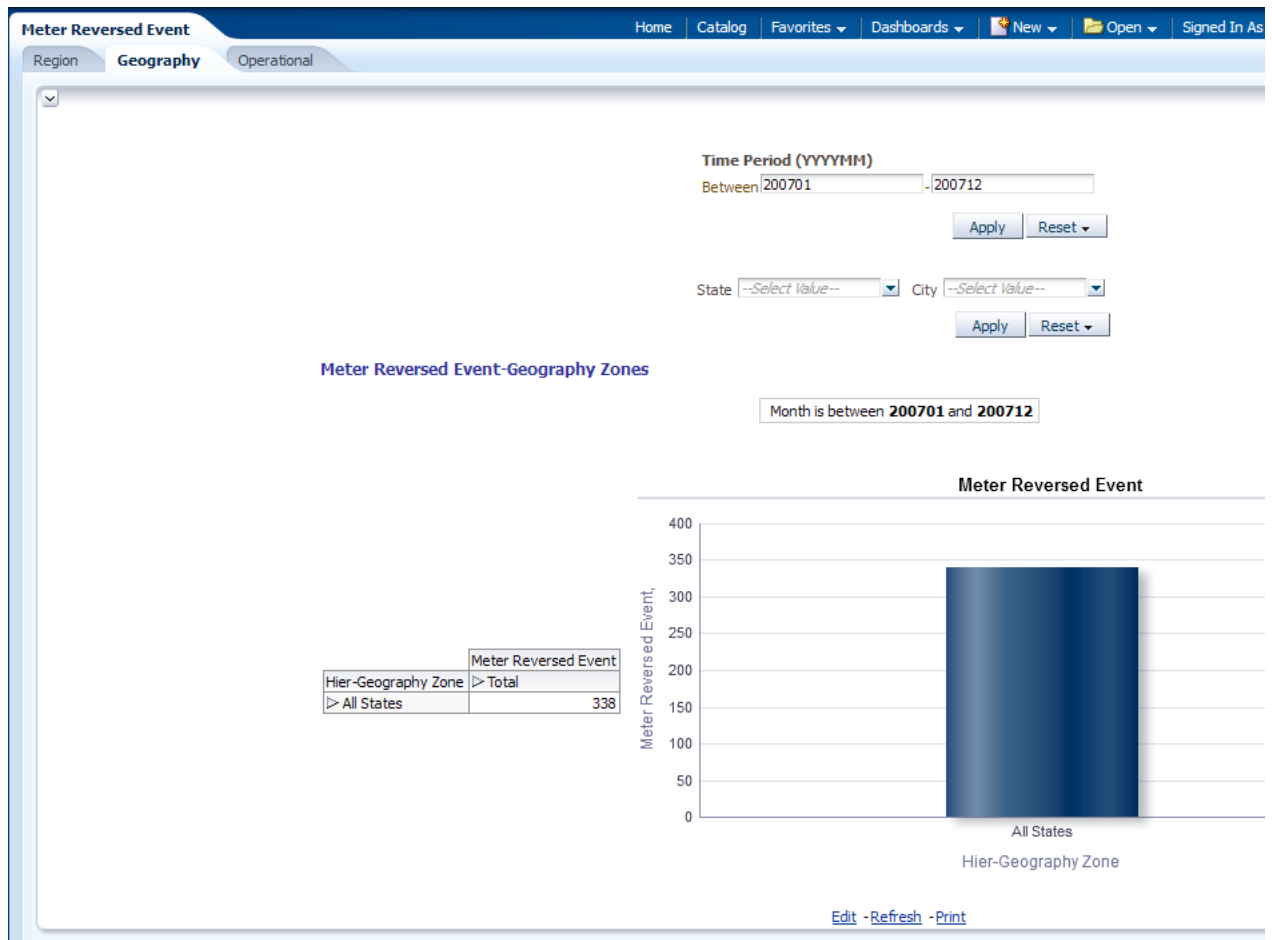 Meter Reversed Event
Home Catalog Favorites Dashboards New Open Signed In As
Region Geography Operational
Time Period (YYYYMM)
Between 200701 - 200712
Apply Reset
State --Select Value-- City --Select Value--
Apply Reset
Meter Reversed Event-Geography Zones
Month is between 200701 and 200712
Meter Reversed Event
Hier-Geography Zone Total
All States 338
Meter Reversed Event
Meter Reversed Event,
400
350
300
250
200
150
100
50
0
All States
Hier-Geography Zone
Edit -Refresh -Print